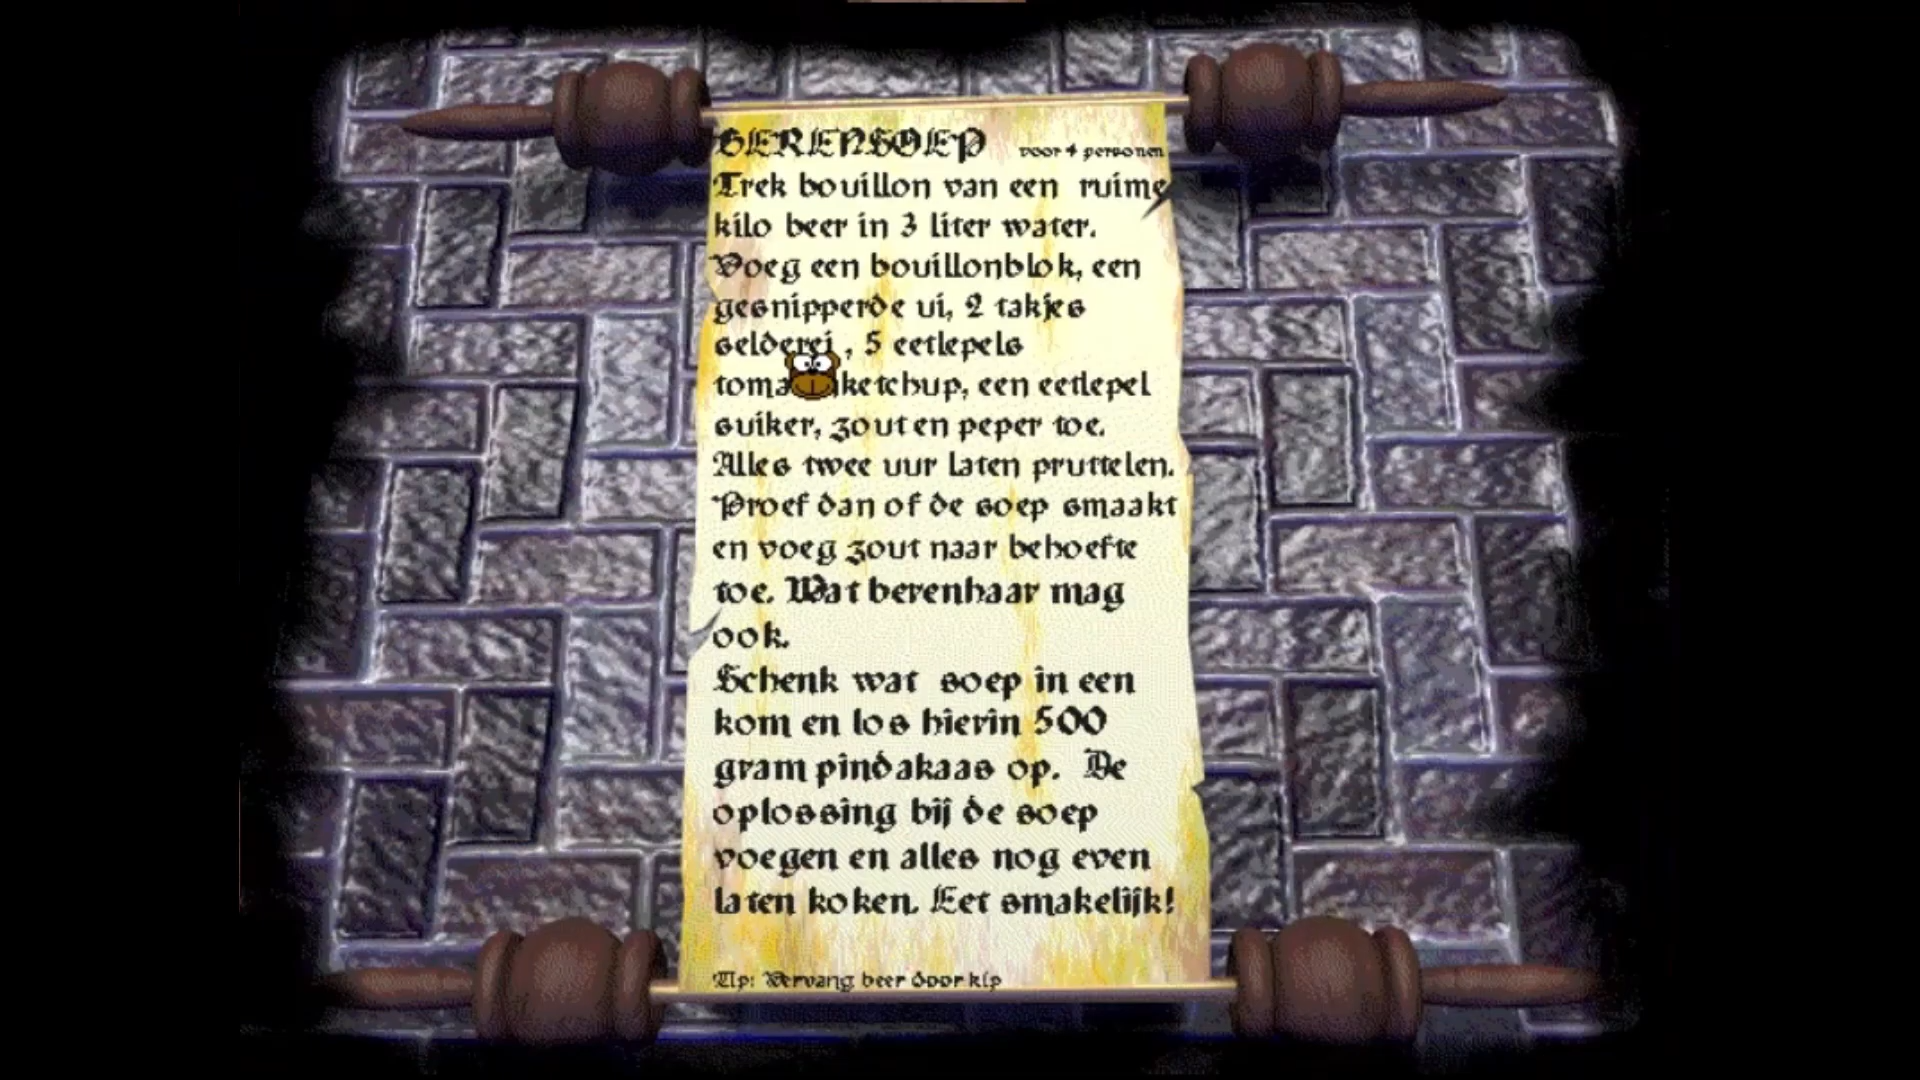 BERENSOEP voor 4 personen
Trek bouillon van een ruime
kilo beer in 3 liter water.
Voeg een bouillonblok, een
gesnipperde ui, 2 takjes
selderei , 5 eetlepels
ketchup, een eetlepel
suiker, zout en peper toe.
Alles twee uur laten pruttelen.
Proef dan of de soep smaakt
en voeg zout naar behoefte
toe. Wat berenhaar mag
ook.
Schenk wat soep in een
kom en los hierin 500
gram pindakaas op. De
oplossing bij de soep
voegen en alles nog even
laten koken. Eet smakelijk!
Tip: Vervang beer door kip